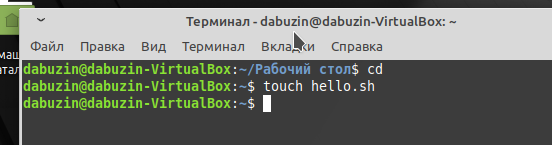 Терминал - dabuzin@dabuzin-VirtualBox: ~
Файл Правка Вид Терминал Вкладки Справка
dabuzin@dabuzin-VirtualBox:~/Рабочий стол$ cd
dabuzin@dabuzin-VirtualBox:~$ touch hello.sh
dabuzin@dabuzin-VirtualBox:~$